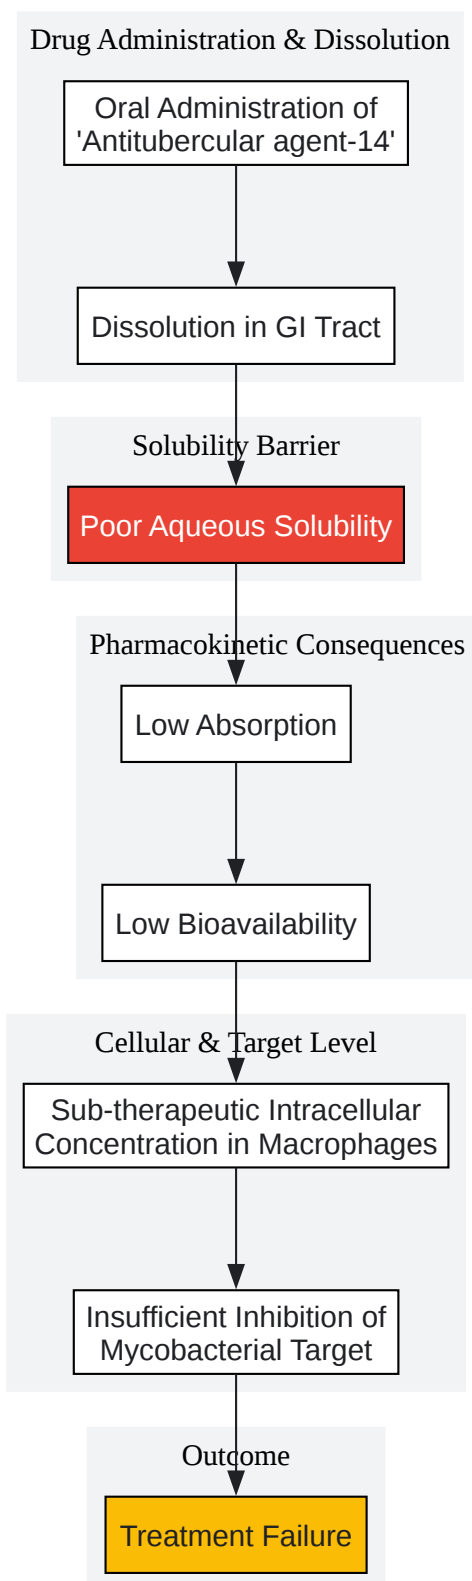 Drug Administration & Dissolution
Oral Administration of
'Antitubercular agent-14'
Dissolution in GI Tract
Solubility Barrier
Poor Aqueous Solubility
Pharmacokinetic Consequences
Low Absorption
Low Bioavailability
Cellular & Target Level
Sub-therapeutic Intracellular
Concentration in Macrophages
Insufficient Inhibition of
Mycobacterial Target
Outcome
Treatment Failure